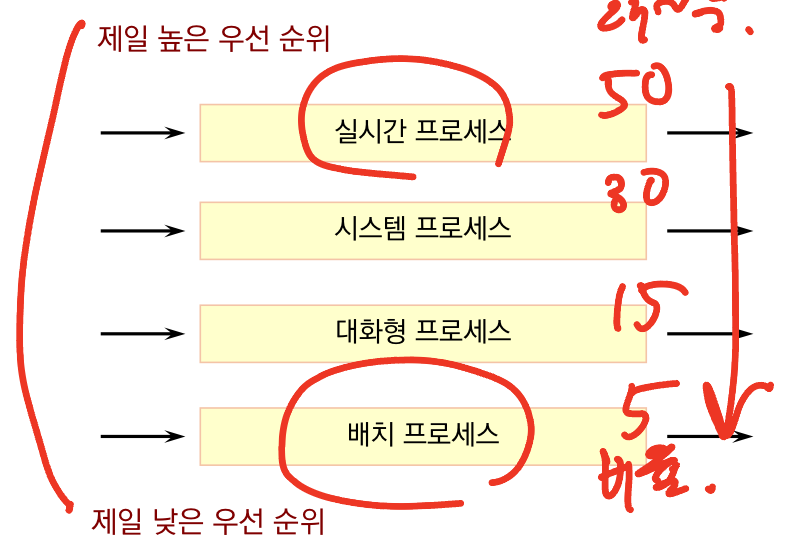 제일 높은 우선 순위
50
실시간 프로세스
30
시스템 프로세스
15
대화형 프로세스
5
배치 프로세스
비율.
제일 낮은 우선 순위